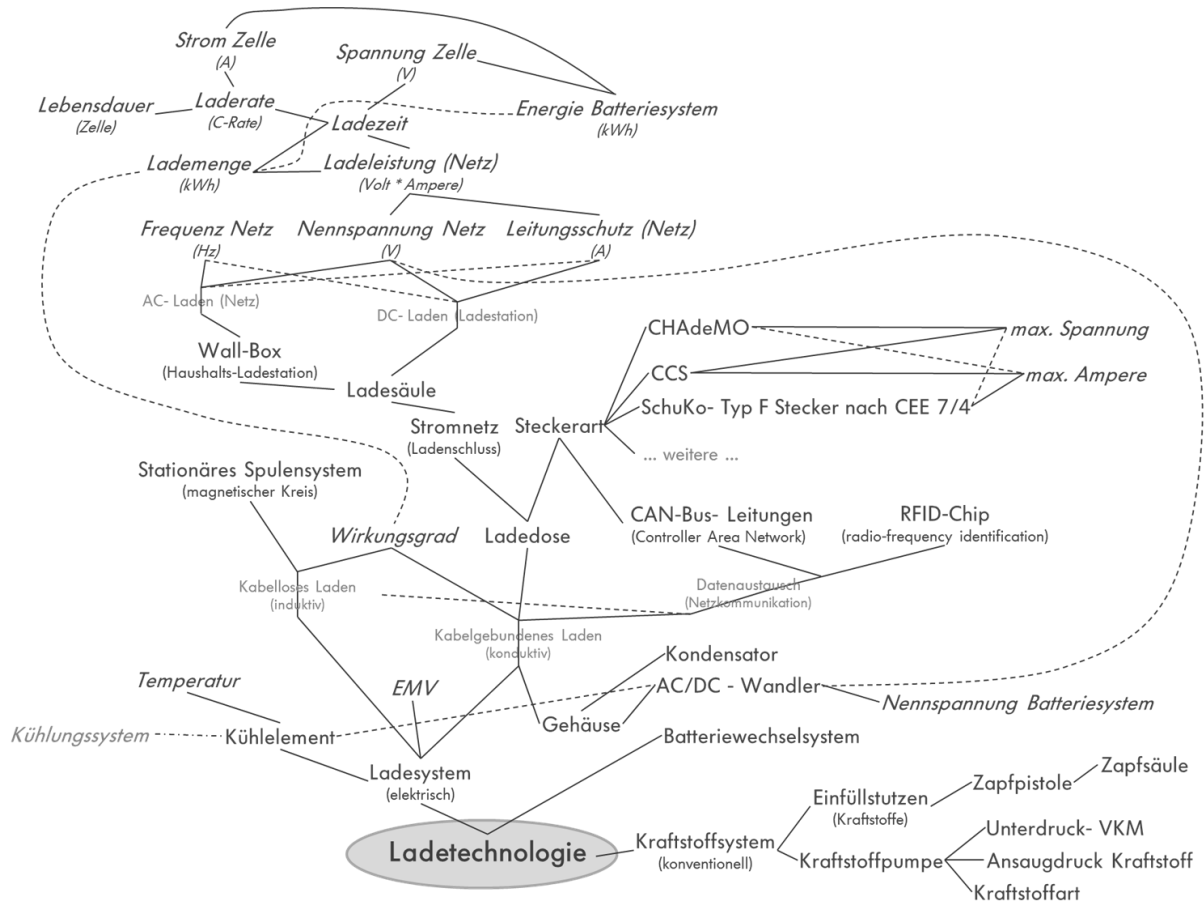 Strom Zelle
(A)
Spannung Zelle
(V)
Lebensdauer
(Zelle)
Laderate
(C-Rate)
Ladezeit
Energie Batteriesystem
(kWh)
Lademenge
(kWh)
Ladeleistung (Netz)
(Volt * Ampere)
Frequenz Netz
(Hz)
Nennspannung Netz
(V)
Leitungsschutz (Netz)
(A)
AC- Laden (Netz)
DC- Laden (Ladestation)
Wall-Box
(Haushalts-Ladestation)
Ladesäule
CHAdeMO
max. Spannung
CCS
max. Ampere
SchuKo- Typ F Stecker nach CEE 7/4
Stromnetz
(Ladenschluss)
Steckerart
... weitere ...
Stationäres Spulensystem
(magnetischer Kreis)
Wirkungsgrad
Ladedose
CAN-Bus- Leitungen
(Controller Area Network)
RFID-Chip
(radio-frequency identification)
Kabelloses Laden
(induktiv)
Datenaustausch
(Netzkommunikation)
Kabelgebundenes Laden
(konduktiv)
Kondensator
Temperatur
EMV
AC/DC - Wandler
Nennspannung Batteriesystem
Kühlungssystem
Kühlelement
Gehäuse
Batteriewechselsystem
Ladesystem
(elektrisch)
Zapfsäule
Zapfpistole
Einfüllstutzen
(Kraftstoffe)
Ladetechnologie
Kraftstoffsystem
(konventionell)
Unterdruck- VKM
Kraftstoffpumpe
Ansaugdruck Kraftstoff
Kraftstoffart